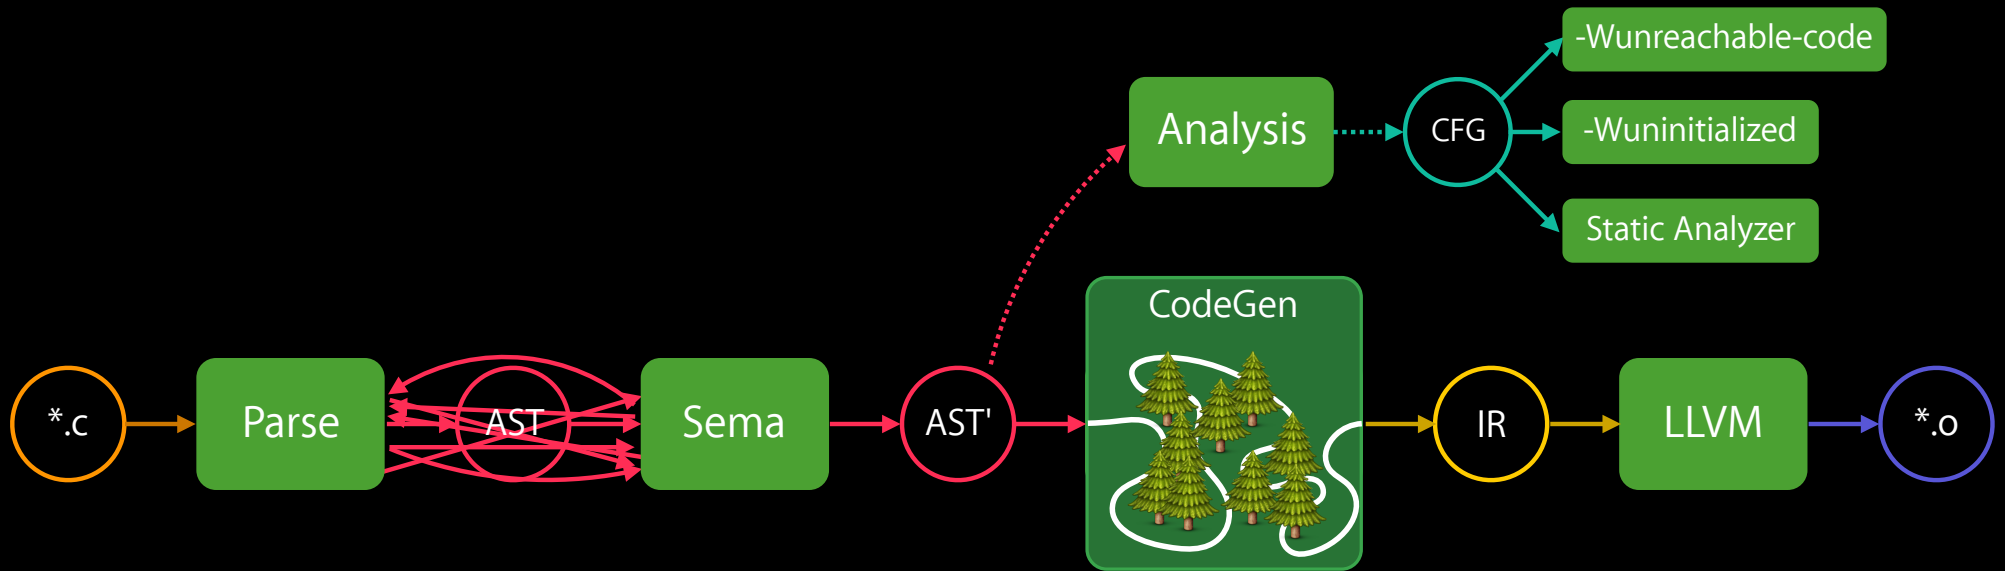 -Wunreachable-code
Analysis
CFG
-Wuninitialized
Static Analyzer
CodeGen
*.c
Parse
AST
Sema
AST'
IR
LLVM
*.o